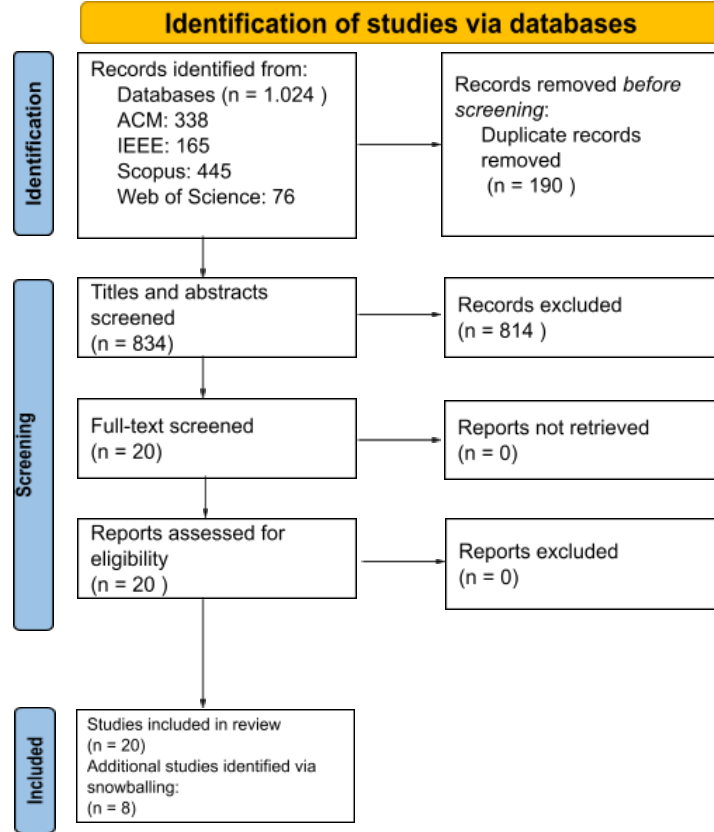 Identification of studies via databases
Identification
Records identified from:
Databases (n = 1.024 )
ACM: 338
IEEE: 165
Scopus: 445
Web of Science: 76
Records removed before
screening:
Duplicate records
removed
(n = 190 )
Screening
Titles and abstracts
screened
(n = 834)
Records excluded
(n = 814 )
Full-text screened
(n = 20)
Reports not retrieved
(n = 0)
Reports assessed for
eligibility
(n = 20 )
Reports excluded
(n = 0)
Included
Studies included in review
(n = 20)
Additional studies identified via
snowballing:
(n = 8)